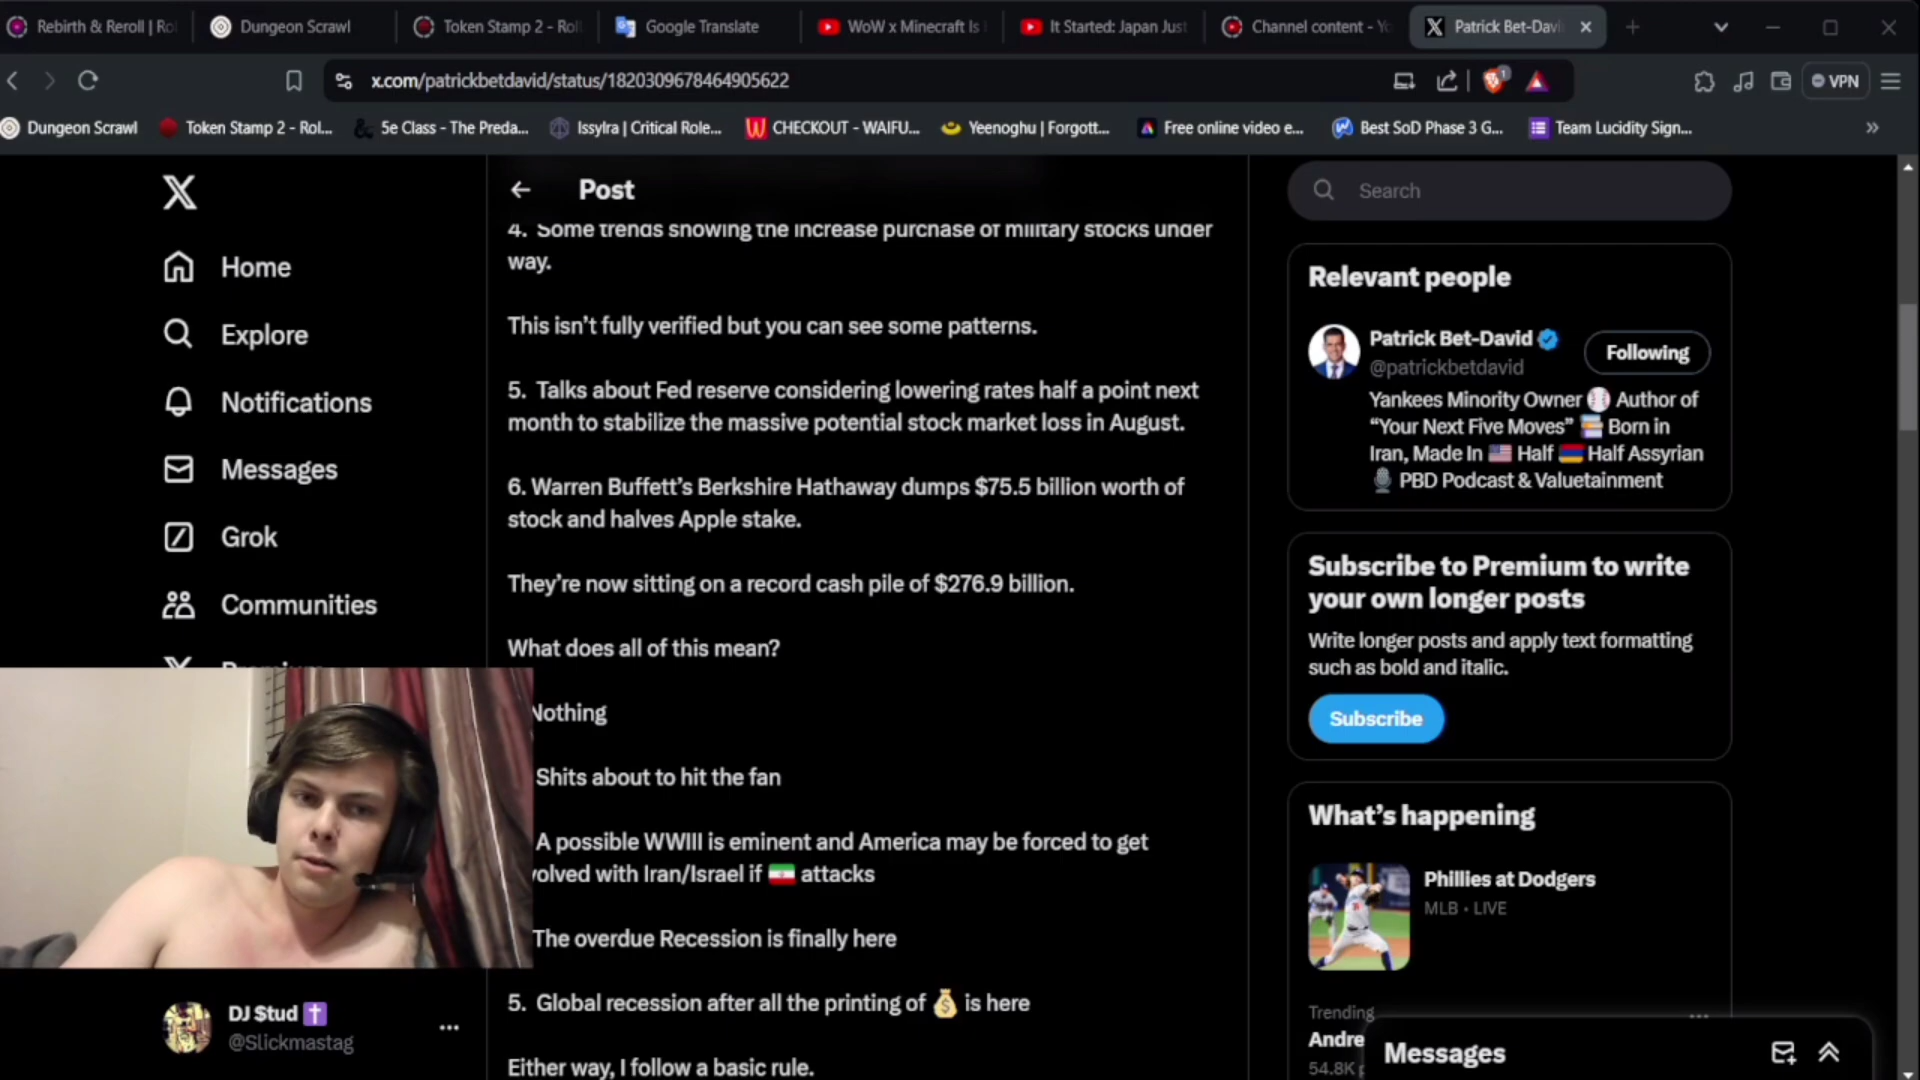 Rebirth & Reroll | Rol
Dungeon Scrawl
Token Stamp 2 - Roll
Google Translate
WoW x Minecraft Is
It Started: Japan Just
Channel content - Yo
Patrick Bet-Davi
x.com/patrickbetdavid/status/1820309678464905622
1
VPN
Dungeon Scrawl
Token Stamp 2 - Rol...
5e Class - The Preda...
Issylra | Critical Role...
CHECKOUT - WAIFU...
Yeenoghu | Forgott...
Free online video e...
Best SoD Phase 3 G...
Team Lucidity Sign...
Home
Explore
Notifications
Messages
Grok
Communities
Premium
DJ $tud
@Slickmastag
Post
4. Some trends showing the increase purchase of military stocks under
way.
This isn't fully verified but you can see some patterns.
5. Talks about Fed reserve considering lowering rates half a point next
month to stabilize the massive potential stock market loss in August.
6. Warren Buffett's Berkshire Hathaway dumps $75.5 billion worth of
stock and halves Apple stake.
They're now sitting on a record cash pile of $276.9 billion.
What does all of this mean?
Nothing
Shits about to hit the fan
A possible WWIII is eminent and America may be forced to get
volved with Iran/Israel if 🇮🇷 attacks
The overdue Recession is finally here
5. Global recession after all the printing of 💰 is here
Either way, I follow a basic rule.
Search
Relevant people
Patrick Bet-David
@patrickbetdavid
Following
Yankees Minority Owner ⚾ Author of
“Your Next Five Moves” 📚 Born in
Iran, Made In 🇺🇸 Half 🇦🇲 Half Assyrian
🎙 PBD Podcast & Valuetainment
Subscribe to Premium to write
your own longer posts
Write longer posts and apply text formatting
such as bold and italic.
Subscribe
What's happening
Phillies at Dodgers
MLB • LIVE
Trending
Andre
54.8K
Messages